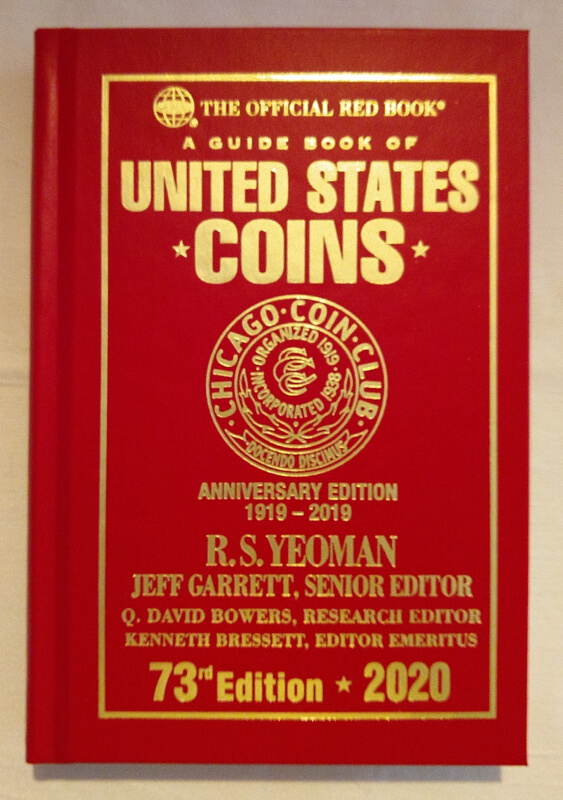 THE OFFICIAL RED BOOK®
A GUIDE BOOK OF
UNITED STATES
COINS
CHICAGO · COIN · CLUB
ORGANIZED 1919
INCORPORATED 1938
CCC
DOCENDO DISCIMUS
ANNIVERSARY EDITION
1919 – 2019
R.S. YEOMAN
JEFF GARRETT, SENIOR EDITOR
Q. DAVID BOWERS, RESEARCH EDITOR
KENNETH BRESSETT, EDITOR EMERITUS
73rd Edition ★ 2020